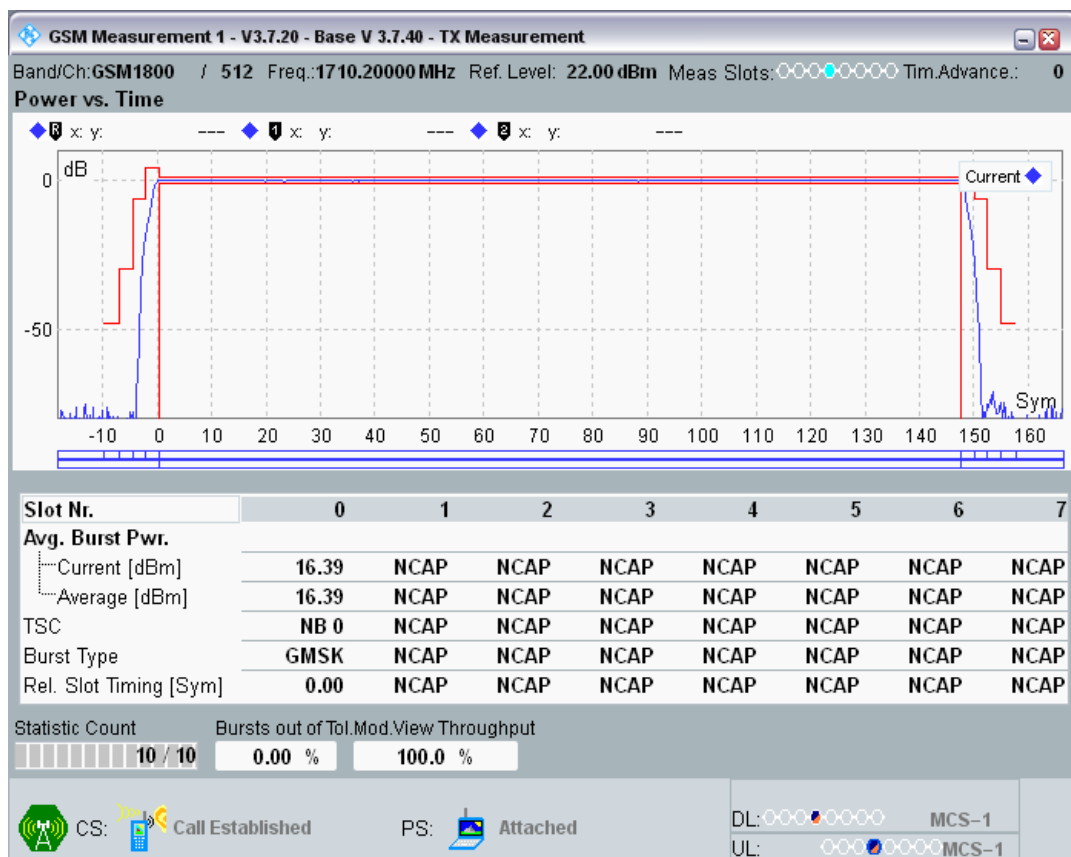 GSM Measurement 1 - V3.7.20 - Base V 3.7.40 - TX Measurement
Band/Ch:GSM1800 / 512 Freq.:1710.20000 MHz Ref. Level: 22.00 dBm Meas Slots: Tim.Advance.: 0
Power vs. Time
R x: y: --- 1 x: y: --- 2 x: y: ---
dB
0
Current
-50
Sym
-10 0 10 20 30 40 50 60 70 80 90 100 110 120 130 140 150 160
Slot Nr. 0 1 2 3 4 5 6 7
Avg. Burst Pwr.
Current [dBm] 16.39 NCAP NCAP NCAP NCAP NCAP NCAP NCAP
Average [dBm] 16.39 NCAP NCAP NCAP NCAP NCAP NCAP NCAP
TSC NB 0 NCAP NCAP NCAP NCAP NCAP NCAP NCAP
Burst Type GMSK NCAP NCAP NCAP NCAP NCAP NCAP NCAP
Rel. Slot Timing [Sym] 0.00 NCAP NCAP NCAP NCAP NCAP NCAP NCAP
Statistic Count Bursts out of Tol.Mod.View Throughput
10 / 10 0.00 % 100.0 %
CS: Call Established PS: Attached
DL: MCS-1
UL: MCS-1